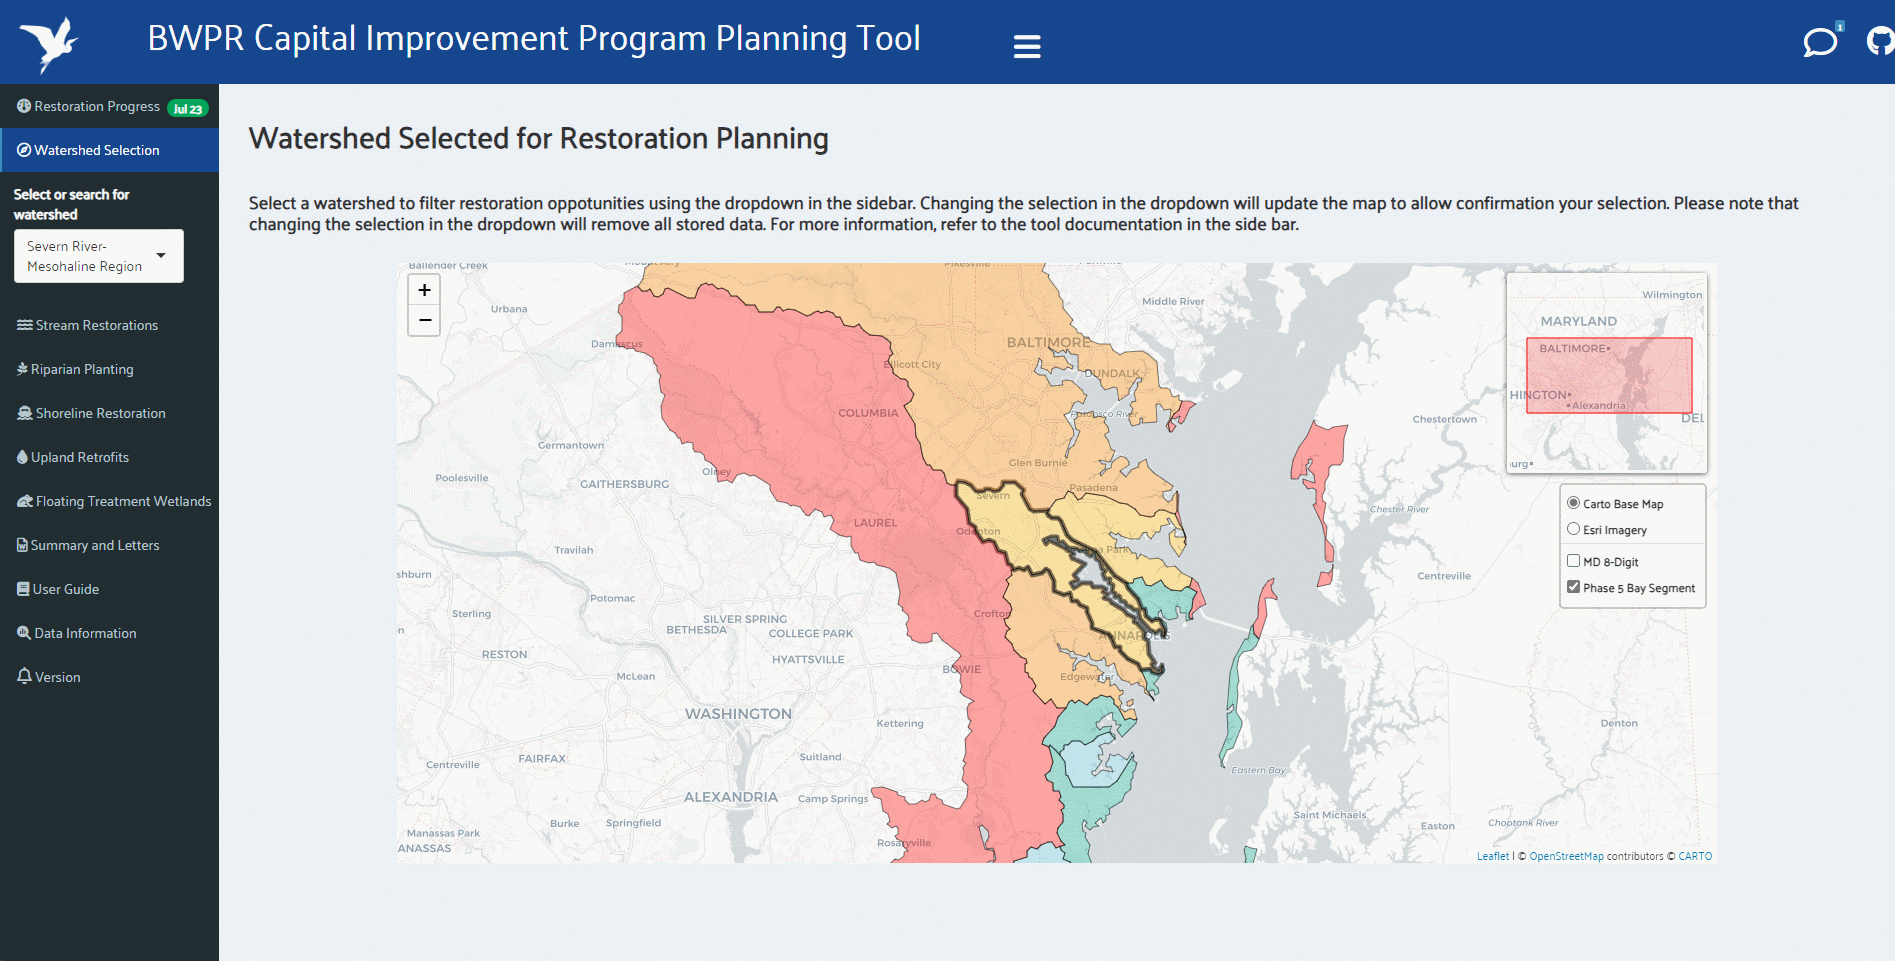 BWPR Capital Improvement Program Planning Tool
1
Restoration Progress
Jul 23
Watershed Selection
Select or search for
watershed
Severn River-
Mesohaline Region
Stream Restorations
Riparian Planting
Shoreline Restoration
Upland Retrofits
Floating Treatment Wetlands
Summary and Letters
User Guide
Data Information
Version
Watershed Selected for Restoration Planning
Select a watershed to filter restoration oppotunities using the dropdown in the sidebar. Changing the selection in the dropdown will update the map to allow confirmation your selection. Please note that
changing the selection in the dropdown will remove all stored data. For more information, refer to the tool documentation in the side bar.
+
−
Ballenger Creek
Mount Airy
Pikesville
Urbana
Middle River
Damascus
BALTIMORE
Ellicott City
DUNDALK
COLUMBIA
Patapsco River
Chestertown
Germantown
Glen Burnie
Olney
Poolesville
GAITHERSBURG
Pasadena
Severn
Chester River
LAUREL
Odenton
Travilah
Severna Park
shburn
Centreville
Potomac
Sterling
Crofton
SILVER SPRING
BETHESDA
COLLEGE PARK
ANNAPOLIS
RESTON
HYATTSVILLE
McLean
BOWIE
Edgewater
WASHINGTON
Kettering
Denton
FAIRFAX
Suitland
Centreville
Eastern Bay
ALEXANDRIA
Camp Springs
Saint Michaels
Burke
Springfield
Easton
Choptank River
Manassas Park
ANASSAS
Rosaryville
Wilmington
MARYLAND
BALTIMORE
HINGTON
Alexandria
DEL
urg
Carto Base Map
Esri Imagery
MD 8-Digit
Phase 5 Bay Segment
Leaflet | © OpenStreetMap contributors © CARTO